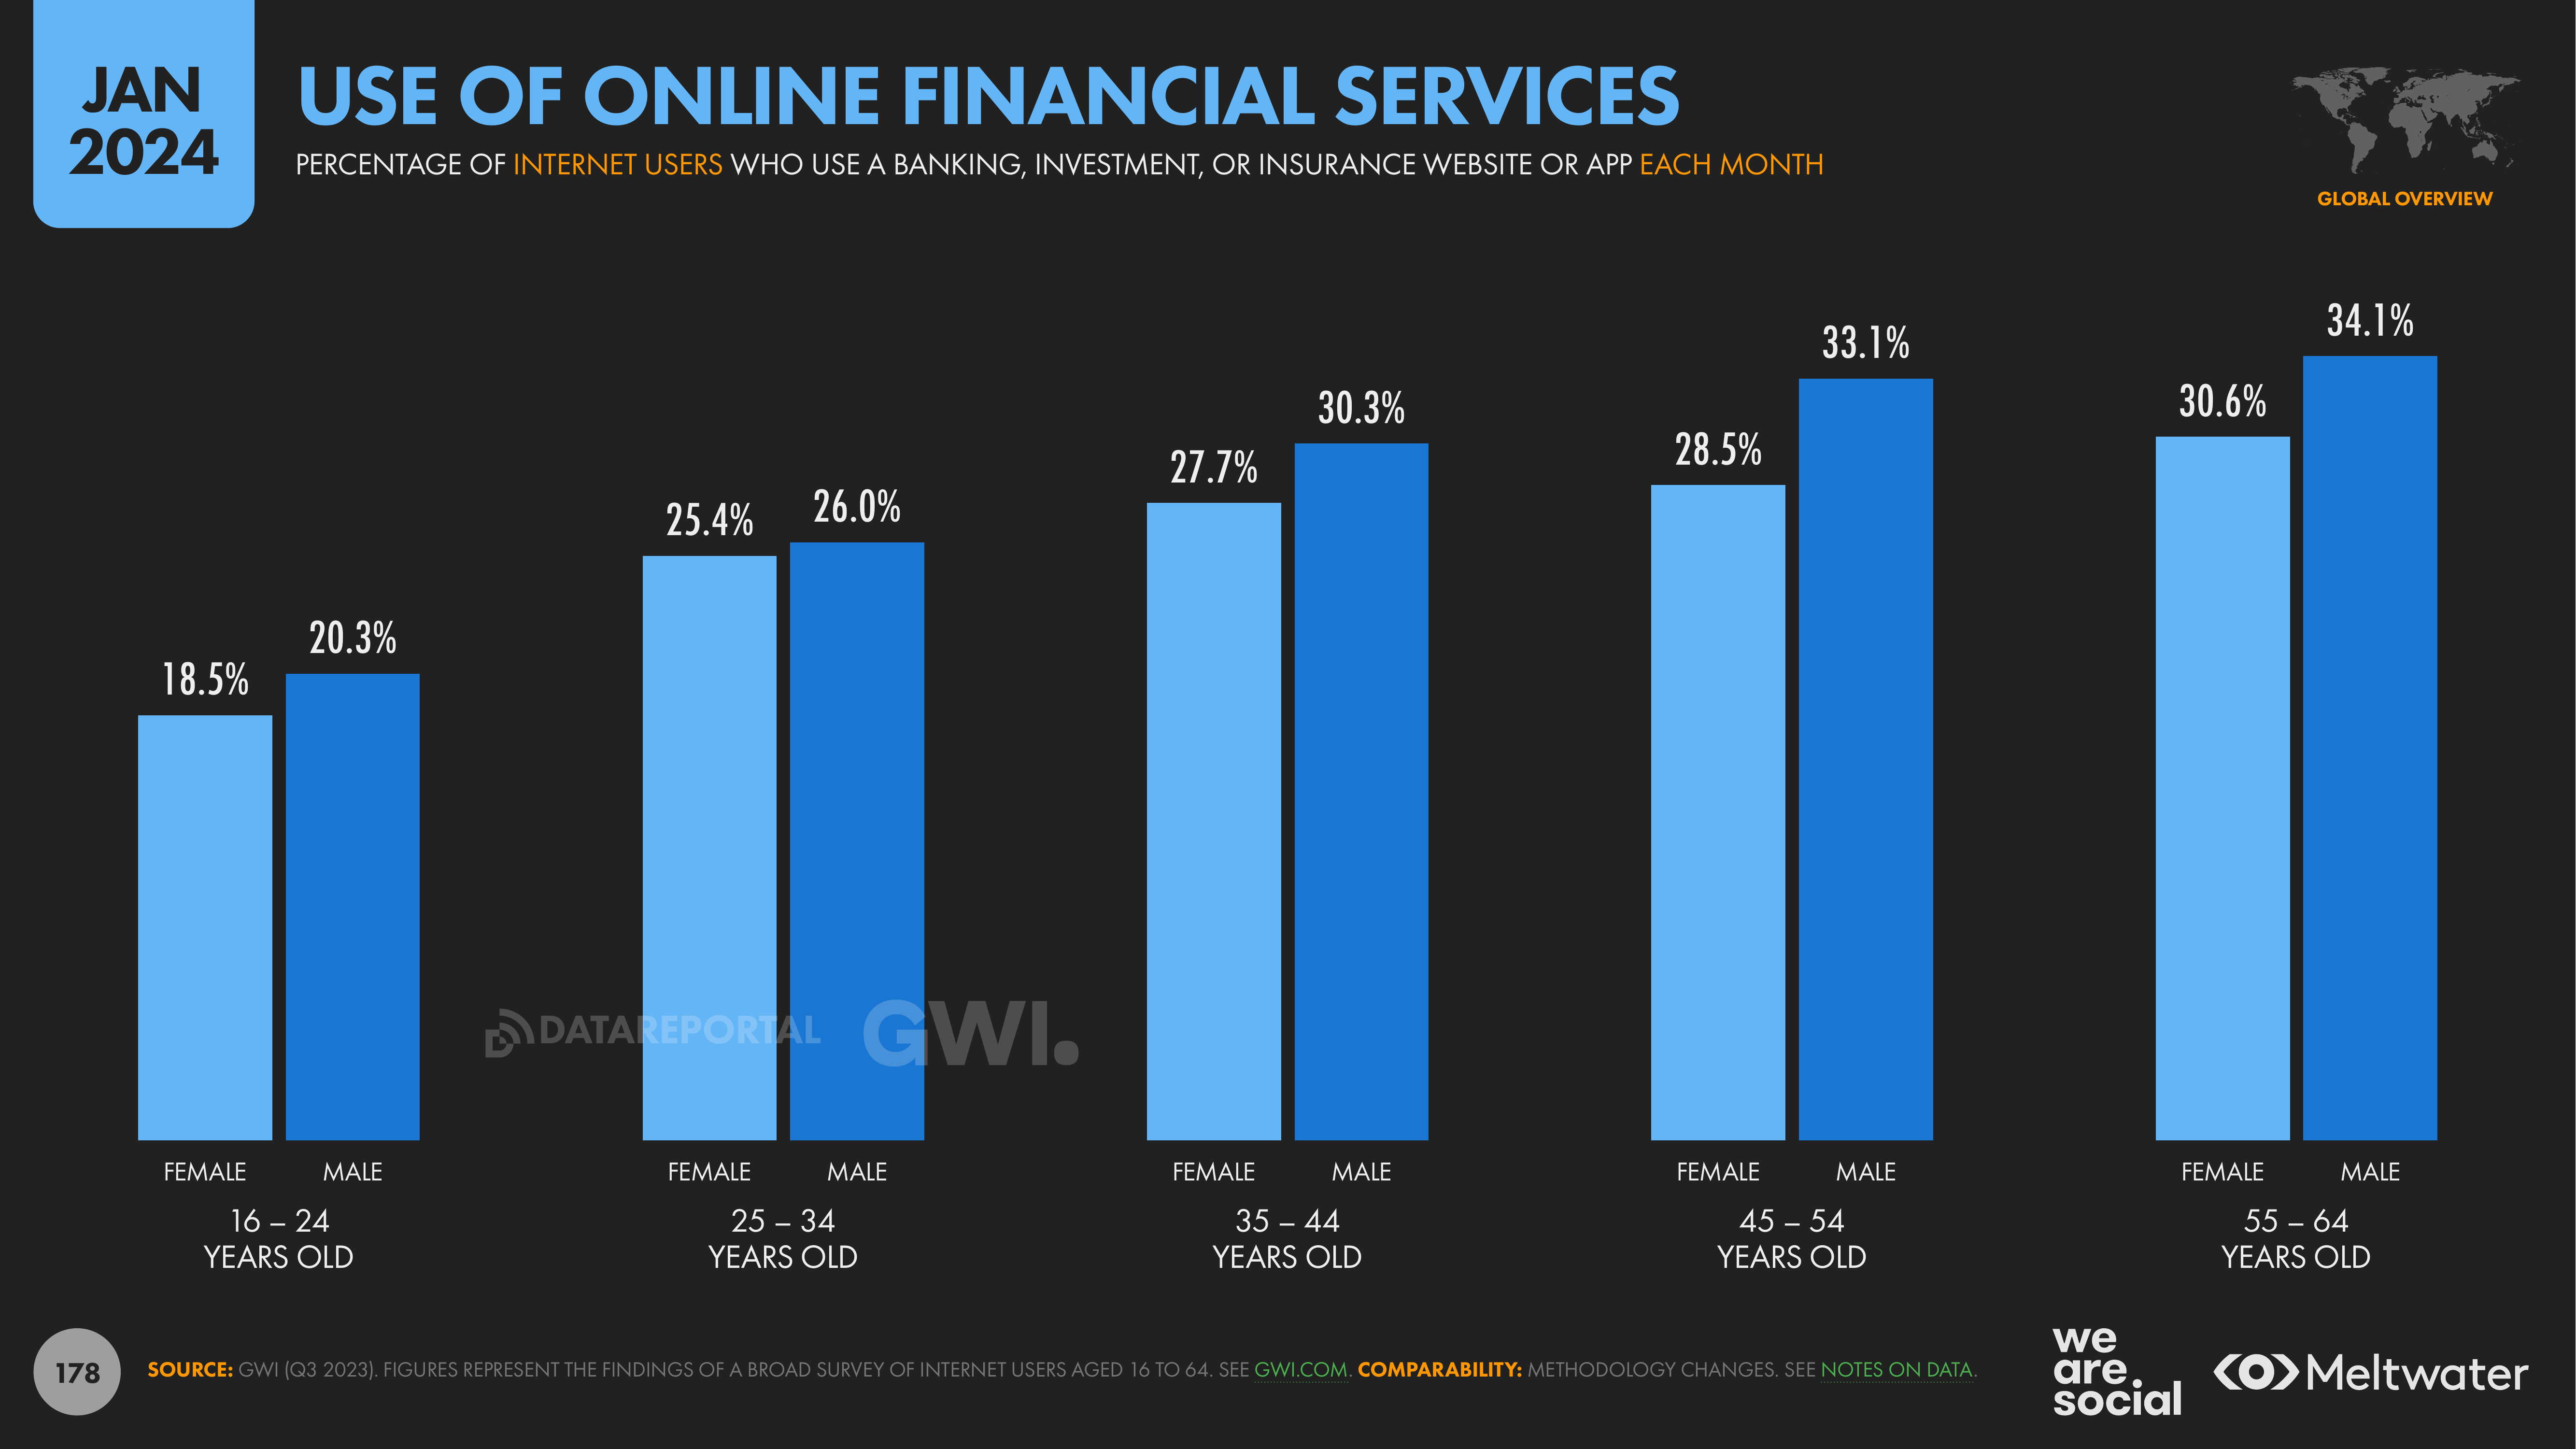 JAN
2024
USE OF ONLINE FINANCIAL SERVICES
PERCENTAGE OF INTERNET USERS WHO USE A BANKING, INVESTMENT, OR INSURANCE WEBSITE OR APP EACH MONTH
GLOBAL OVERVIEW
18.5%
20.3%
25.4%
26.0%
27.7%
30.3%
28.5%
33.1%
30.6%
34.1%
DATAREPORTAL
GWI.
FEMALE MALE
FEMALE MALE
FEMALE MALE
FEMALE MALE
FEMALE MALE
16 – 24
YEARS OLD
25 – 34
YEARS OLD
35 – 44
YEARS OLD
45 – 54
YEARS OLD
55 – 64
YEARS OLD
178
SOURCE: GWI (Q3 2023). FIGURES REPRESENT THE FINDINGS OF A BROAD SURVEY OF INTERNET USERS AGED 16 TO 64. SEE GWI.COM. COMPARABILITY: METHODOLOGY CHANGES. SEE NOTES ON DATA.
we
are
social
Meltwater